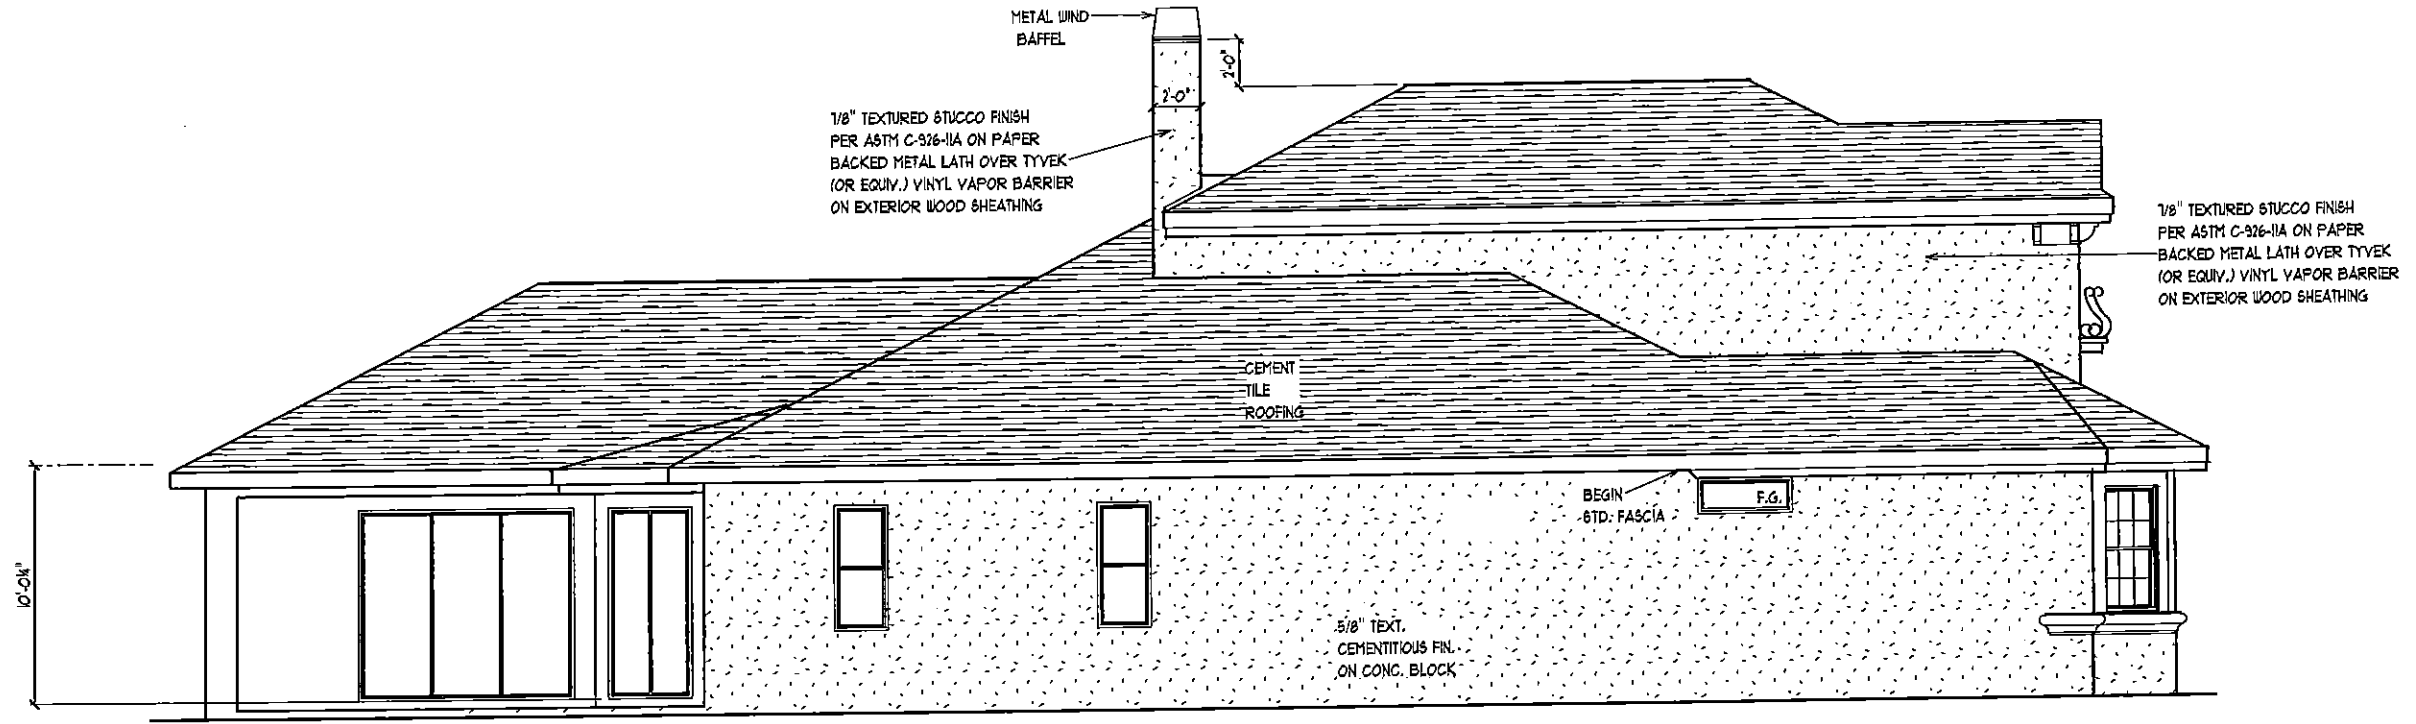 METAL WIND
BAFFEL
2'-0"
2'-0"
7/8" TEXTURED STUCCO FINISH
PER ASTM C-926-11A ON PAPER
BACKED METAL LATH OVER TYVEK
(OR EQUIV.) VINYL VAPOR BARRIER
ON EXTERIOR WOOD SHEATHING
7/8" TEXTURED STUCCO FINISH
PER ASTM C-926-11A ON PAPER
BACKED METAL LATH OVER TYVEK
(OR EQUIV.) VINYL VAPOR BARRIER
ON EXTERIOR WOOD SHEATHING
CEMENT
TILE
ROOFING
BEGIN
STD. FASCIA
F.G.
10'-0¼"
5/8" TEXT.
CEMENTITIOUS FIN.
ON CONC. BLOCK